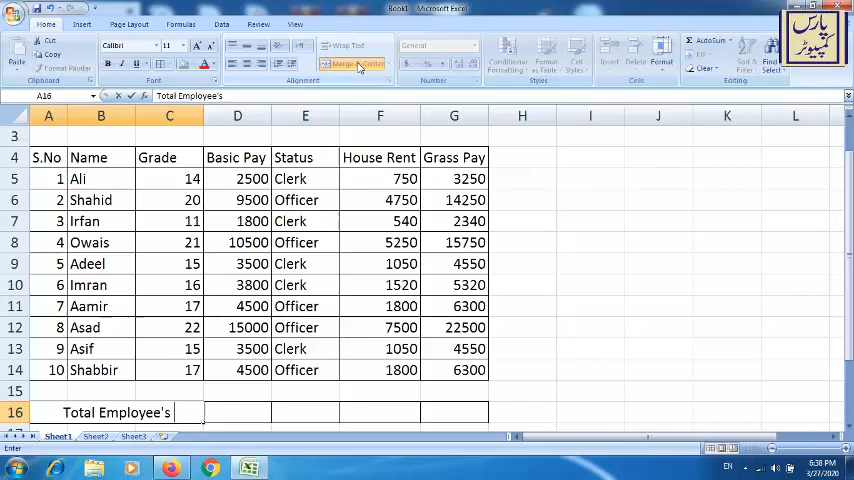 Book1 - Microsoft Excel
Home Insert Page Layout Formulas Data Review View
پارس کمپیوٹر
Cut Calibri 11 Wrap Text General AutoSum
Paste Copy Fill
Format Painter Merge & Center Conditional Formatting Format as Table Cell Styles Insert Delete Format Clear Sort & Filter Find & Select
Clipboard Font Alignment Number Styles Cells Editing
A16 Total Employee's
A B C D E F G H I J K L
3
4 S.No Name Grade Basic Pay Status House Rent Grass Pay
5 1 Ali 14 2500 Clerk 750 3250
6 2 Shahid 20 9500 Officer 4750 14250
7 3 Irfan 11 1800 Clerk 540 2340
8 4 Owais 21 10500 Officer 5250 15750
9 5 Adeel 15 3500 Clerk 1050 4550
10 6 Imran 16 3800 Clerk 1520 5320
11 7 Aamir 17 4500 Officer 1800 6300
12 8 Asad 22 15000 Officer 7500 22500
13 9 Asif 15 3500 Clerk 1050 4550
14 10 Shabbir 17 4500 Officer 1800 6300
15
16 Total Employee's
Sheet1 Sheet2 Sheet3
Enter
EN 6:38 PM
3/27/2020